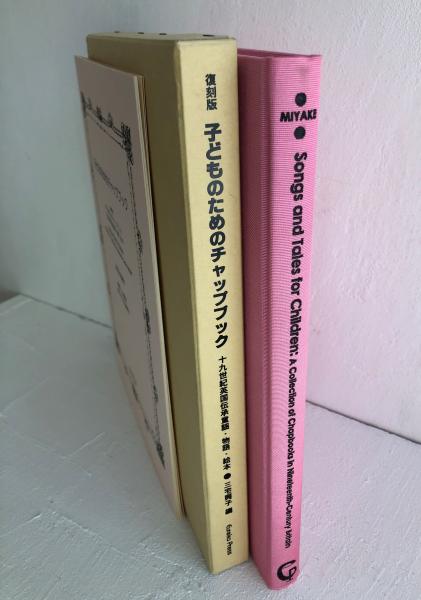 復刻版 子どものためのチャップブック 十九世紀英国伝承童謡・物語・絵本 ● 三宅興子 編 Eureka Press
MIYAKE
Songs and Tales for Children: A Collection of Chapbooks in Nineteenth-Century Britain